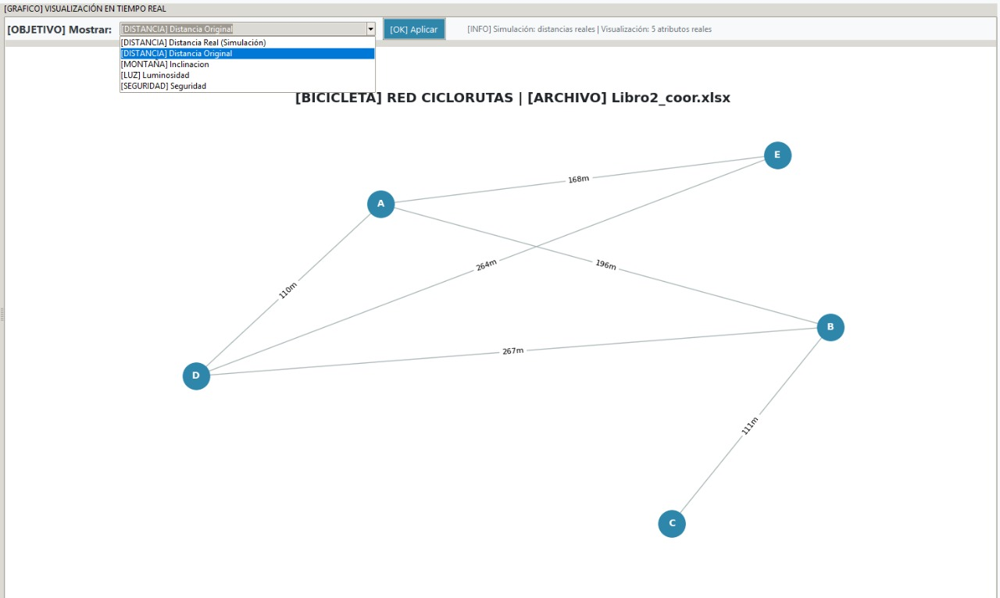 [GRAFICO] VISUALIZACIÓN EN TIEMPO REAL
[OBJETIVO] Mostrar: [DISTANCIA] Distancia Original [OK] Aplicar [INFO] Simulación: distancias reales | Visualización: 5 atributos reales
[DISTANCIA] Distancia Real (Simulación)
[DISTANCIA] Distancia Original
[MONTAÑA] Inclinacion
[LUZ] Luminosidad
[SEGURIDAD] Seguridad
[BICICLETA] RED CICLORUTAS | [ARCHIVO] Libro2_coor.xlsx
E
168m
A
264m
196m
110m
B
267m
D
111m
C